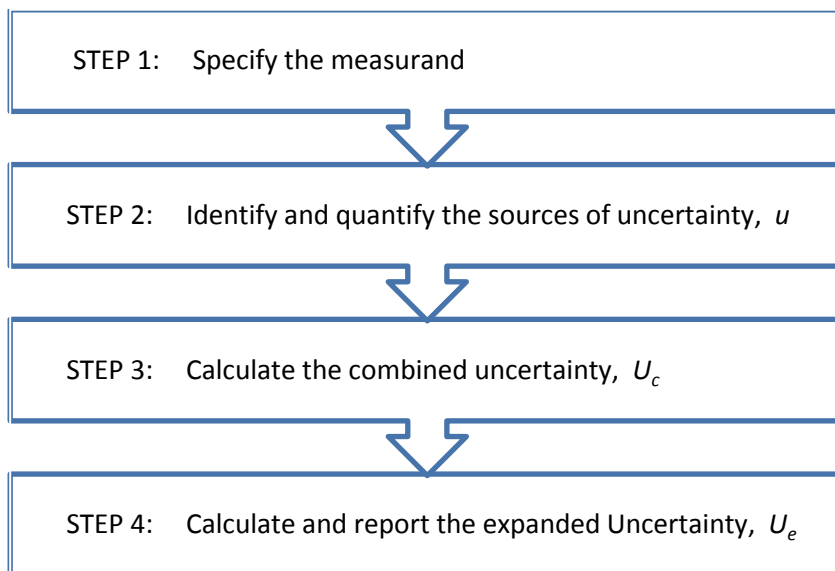 STEP 1: Specify the measurand
STEP 2: Identify and quantify the sources of uncertainty, u
STEP 3: Calculate the combined uncertainty, Uc
STEP 4: Calculate and report the expanded Uncertainty, Ue